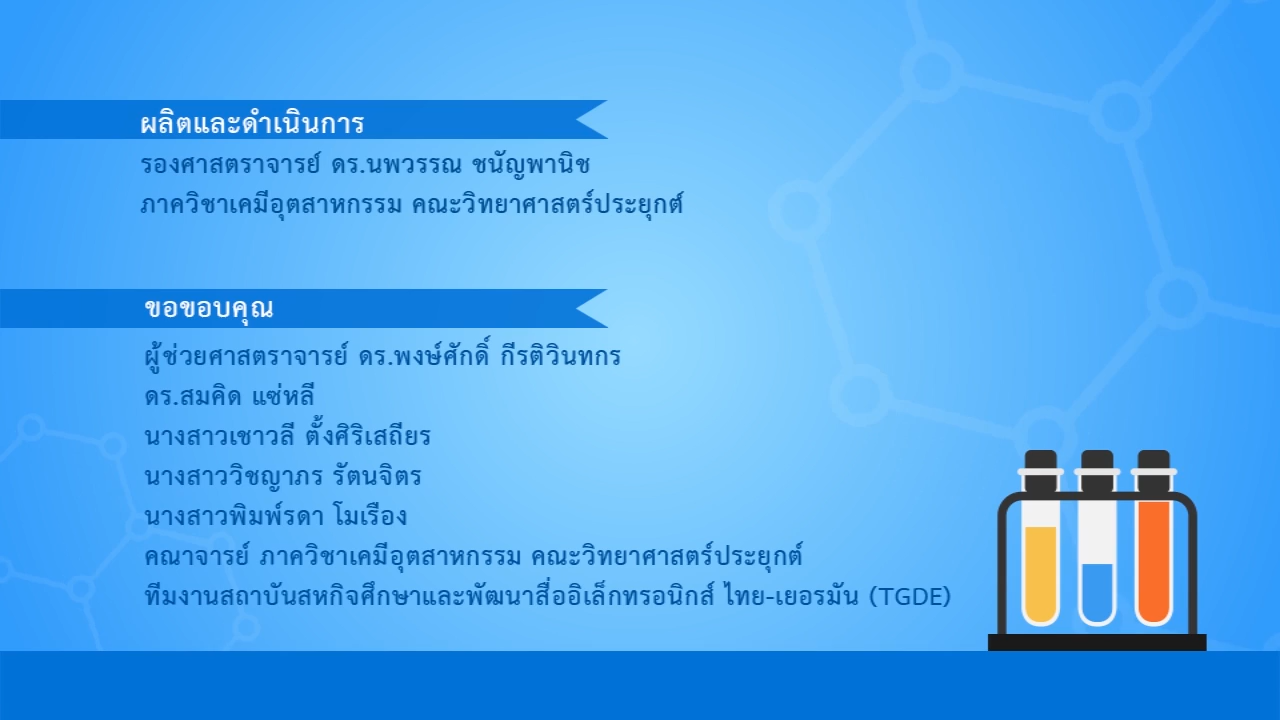 ผลิตและดำเนินการ
รองศาสตราจารย์ ดร.นพวรรณ ชนัญพานิช
ภาควิชาเคมีอุตสาหกรรม คณะวิทยาศาสตร์ประยุกต์
ขอขอบคุณ
ผู้ช่วยศาสตราจารย์ ดร.พงษ์ศักดิ์ กีรติวินทกร
ดร.สมคิด แซ่หลี
นางสาวเชาวลี ตั้งศิริเสถียร
นางสาววิชญาภร รัตนจิตร
นางสาวพิมพ์รดา โมเรือง
คณาจารย์ ภาควิชาเคมีอุตสาหกรรม คณะวิทยาศาสตร์ประยุกต์
ทีมงานสถาบันสหกิจศึกษาและพัฒนาสื่ออิเล็กทรอนิกส์ ไทย-เยอรมัน (TGDE)